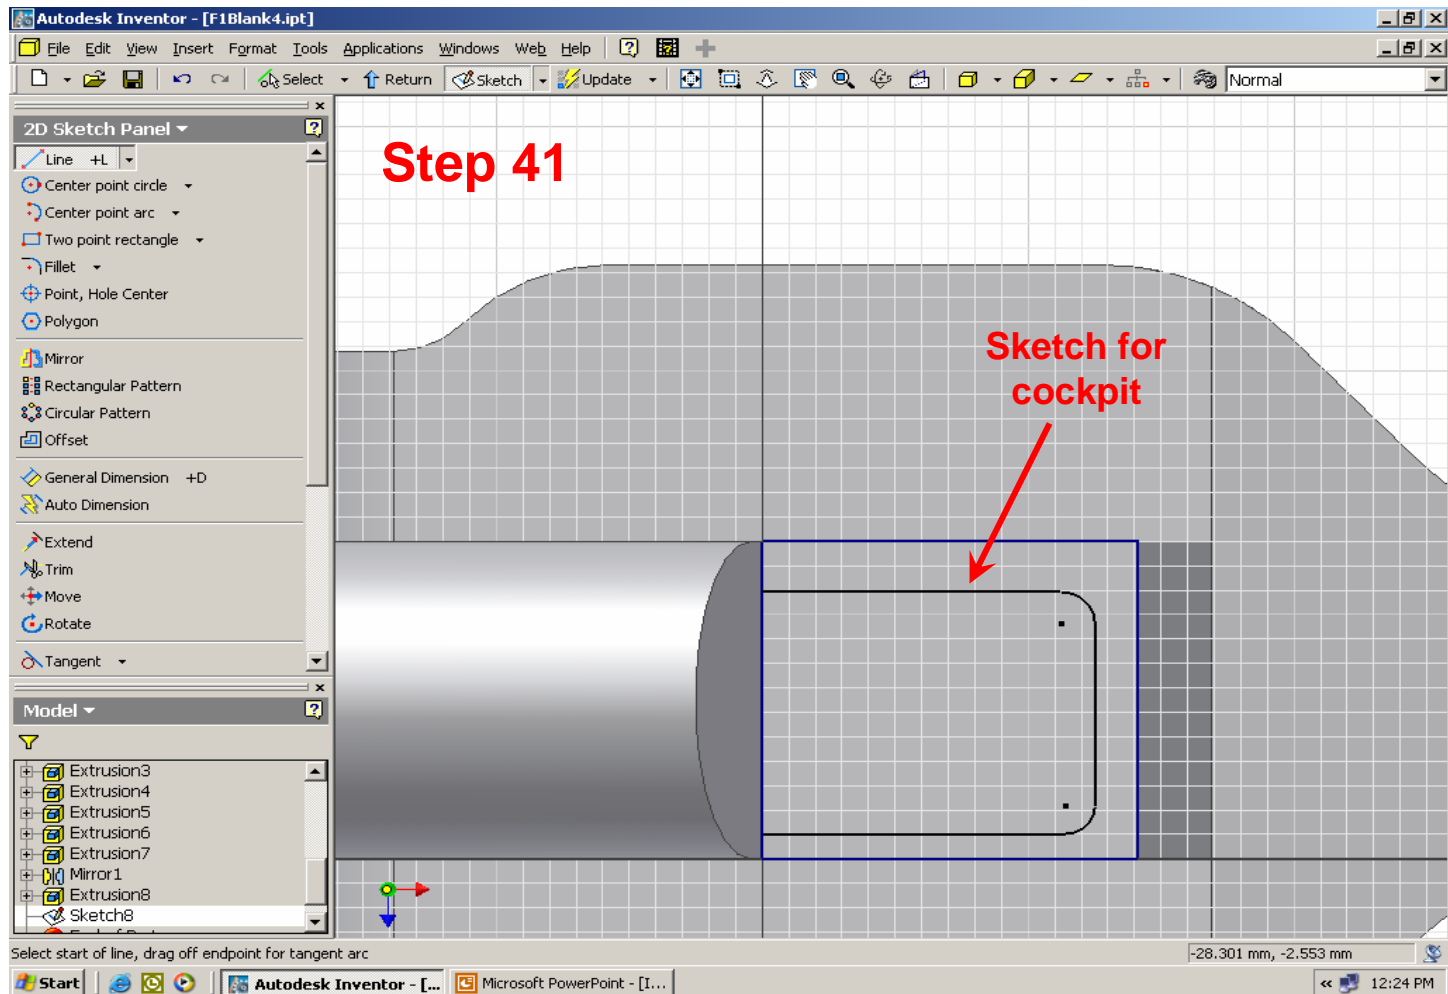 Autodesk Inventor - [F1Blank4.ipt]
File Edit View Insert Format Tools Applications Windows Web Help
Select Return Sketch Update Normal
2D Sketch Panel
Line +L
Center point circle
Center point arc
Two point rectangle
Fillet
Point, Hole Center
Polygon
Mirror
Rectangular Pattern
Circular Pattern
Offset
General Dimension +D
Auto Dimension
Extend
Trim
Move
Rotate
Tangent
Step 41
Sketch for
cockpit
Model
Extrusion3
Extrusion4
Extrusion5
Extrusion6
Extrusion7
Mirror1
Extrusion8
Sketch8
Select start of line, drag off endpoint for tangent arc
-28.301 mm, -2.553 mm
Start Autodesk Inventor - [... Microsoft PowerPoint - [I... « 12:24 PM